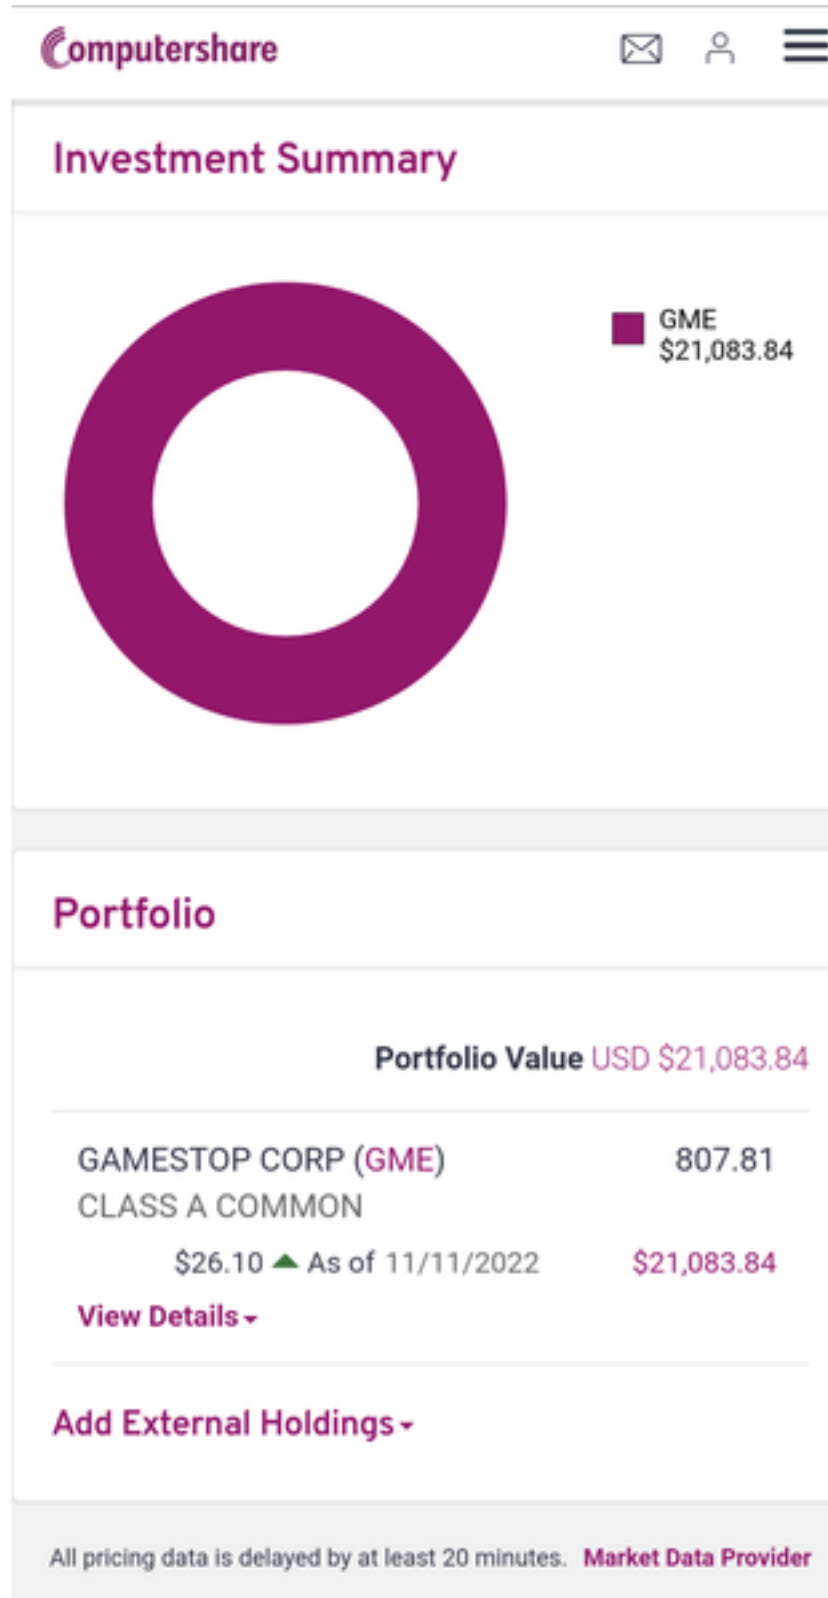 Computershare
Investment Summary
GME
$21,083.84
Portfolio
Portfolio Value USD $21,083.84
GAMESTOP CORP (GME) 807.81
CLASS A COMMON
$26.10 As of 11/11/2022 $21,083.84
View Details
Add External Holdings
All pricing data is delayed by at least 20 minutes. Market Data Provider